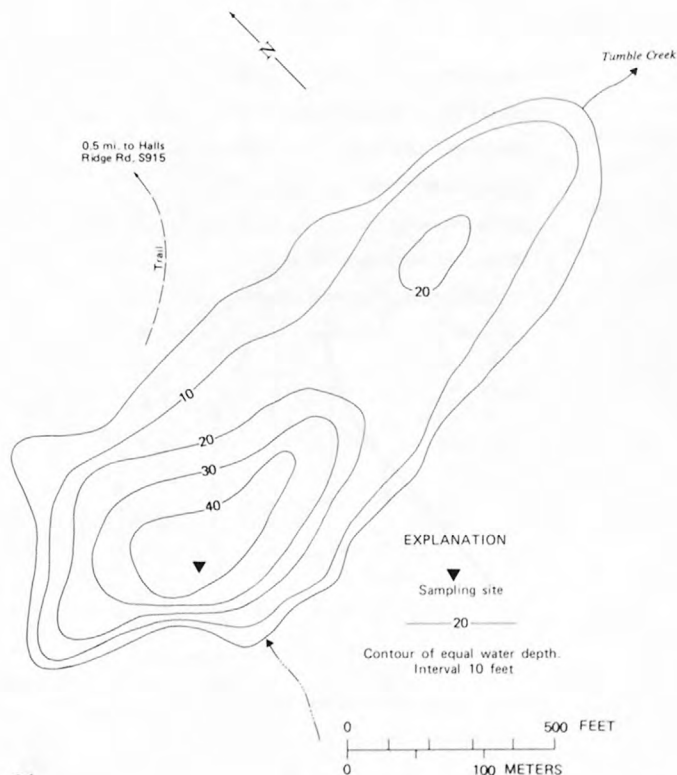 N
Tumble Creek
0.5 mi. to Halls
Ridge Rd. S915
Trail
20
10
20
30
40
EXPLANATION
Sampling site
20
Contour of equal water depth.
Interval 10 feet
0 500 FEET
0 100 METERS